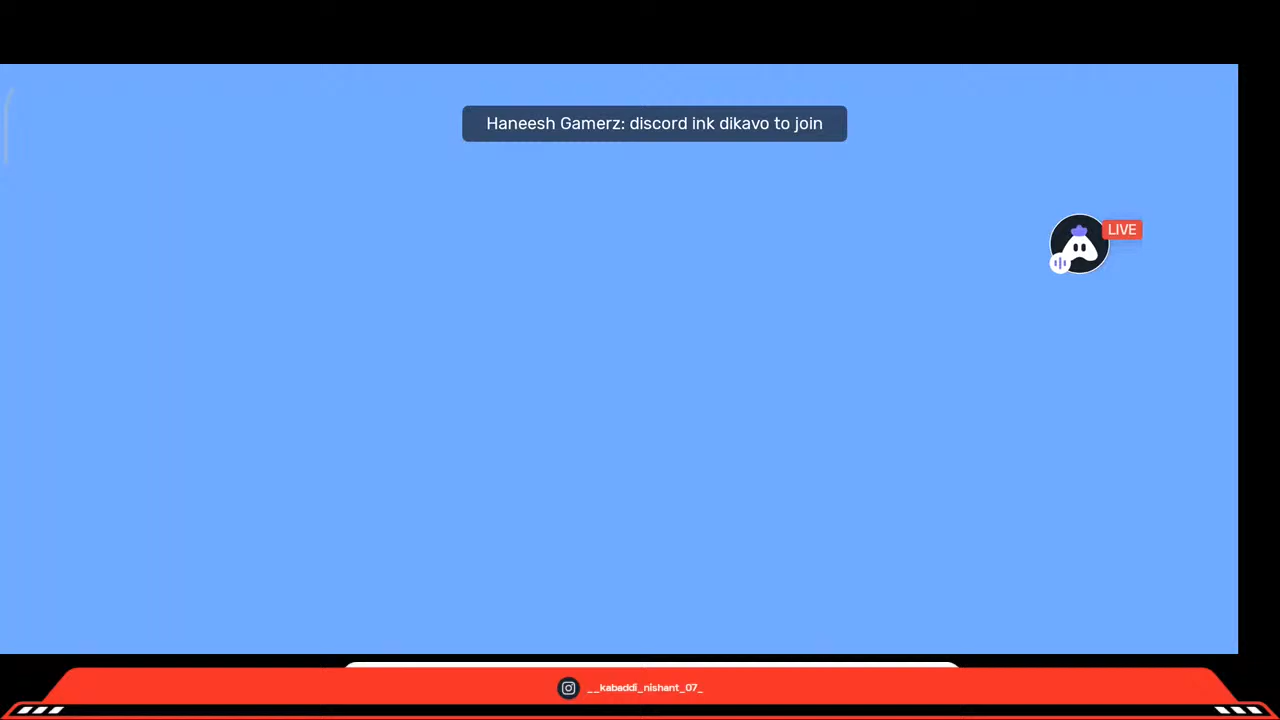 Haneesh Gamerz: discord ink dikavo to join
LIVE
__kabaddi_nishant_07_